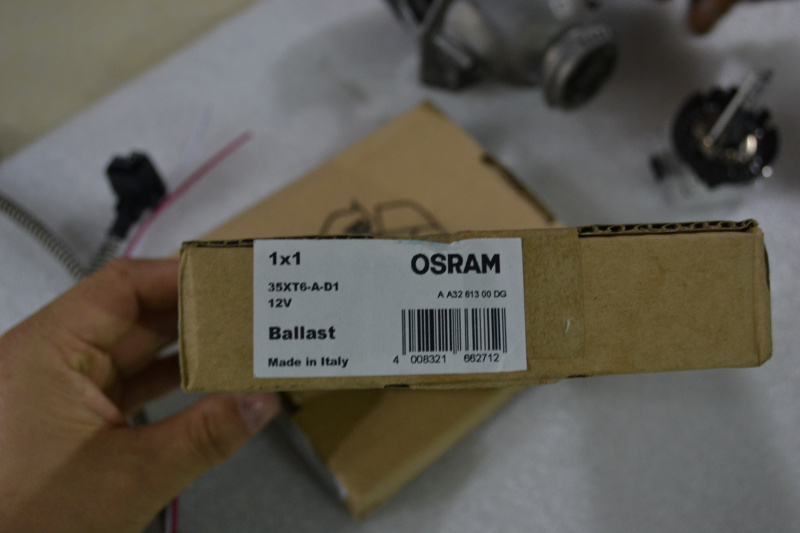 1x1
OSRAM
35XT6-A-D1
12V
A A32 613 00 DG
Ballast
Made in Italy
4 008321 662712